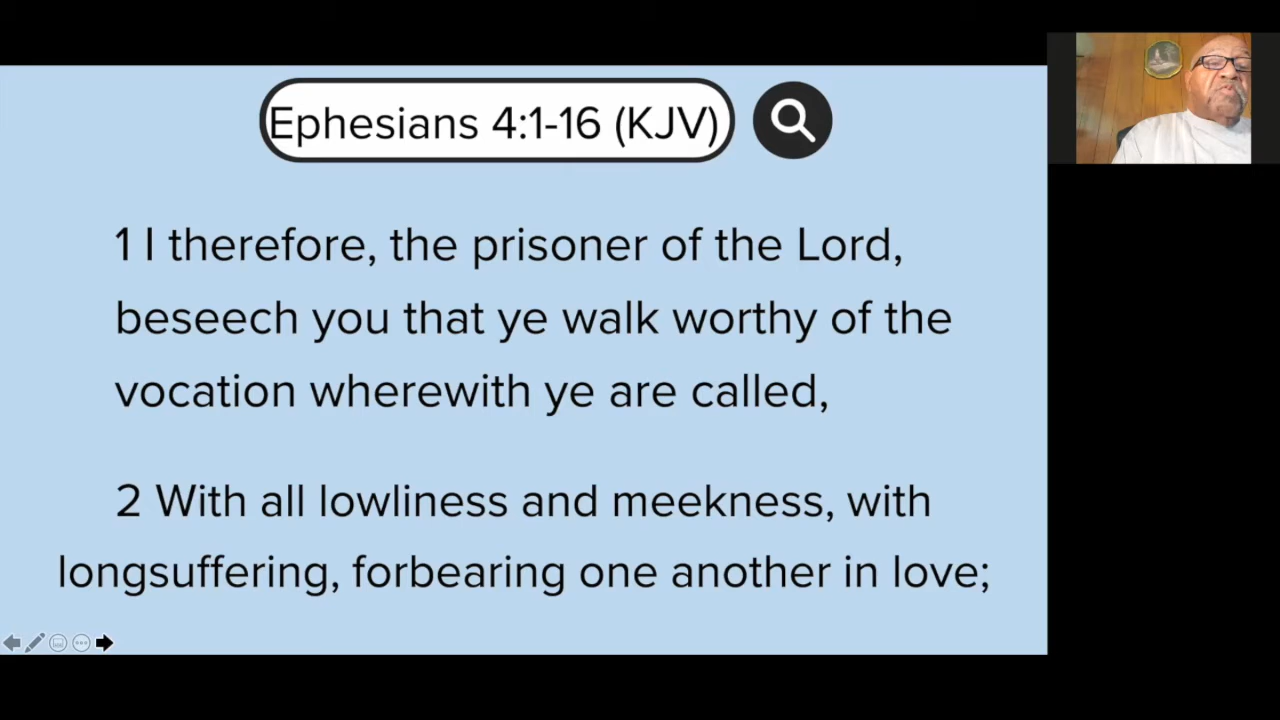 Ephesians 4:1-16 (KJV)
1 I therefore, the prisoner of the Lord,
beseech you that ye walk worthy of the
vocation wherewith ye are called,
2 With all lowliness and meekness, with
longsuffering, forbearing one another in love;